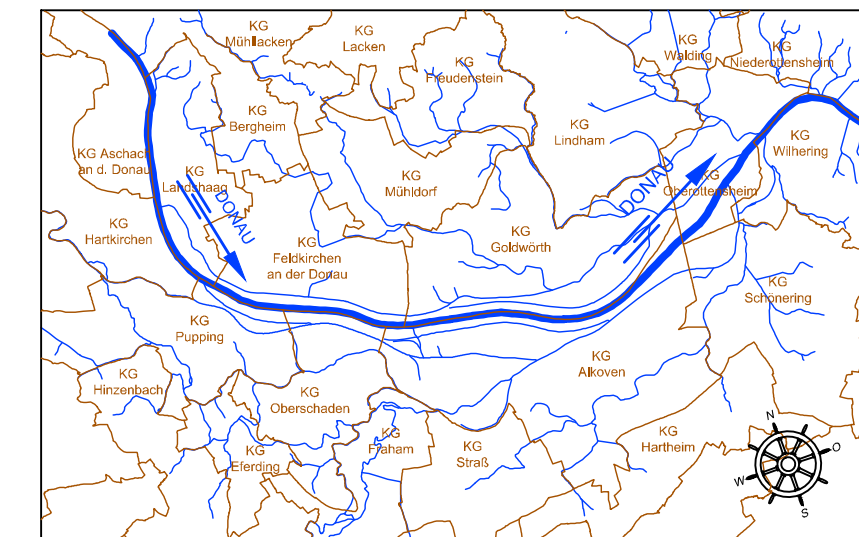 KG
Mühllacken
KG
Lacken
KG
Freudenstein
KG
Walding
KG
Niederottensheim
KG
Bergheim
KG
Lindham
KG
Wilhering
KG Aschach
an d. Donau
KG
Landshaag
KG
Mühldorf
KG
Oberottensheim
DONAU
DONAU
KG
Hartkirchen
KG
Feldkirchen
an der Donau
KG
Goldwörth
KG
Schönering
KG
Pupping
KG
Alkoven
KG
Hinzenbach
KG
Oberschaden
KG
Eferding
KG
Fraham
KG
Straß
KG
Hartheim
N
O
W
S